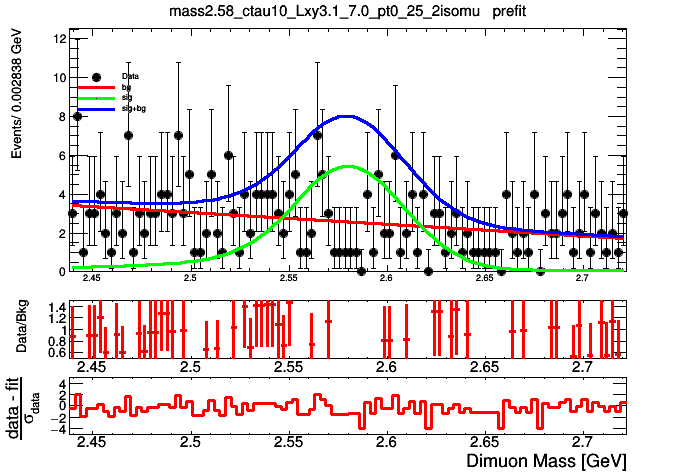 mass2.58_ctau10_Lxy3.1_7.0_pt0_25_2isomu prefit
Events/ 0.002838 GeV
12
10
8
6
4
2
0
Data
bg
sig
sig+bg
2.45 2.5 2.55 2.6 2.65 2.7
Data/Bkg
1.4
1.2
1
0.8
0.6
2.45 2.5 2.55 2.6 2.65 2.7
data - fit
σdata
4
2
0
−2
−4
2.45 2.5 2.55 2.6 2.65 2.7
Dimuon Mass [GeV]